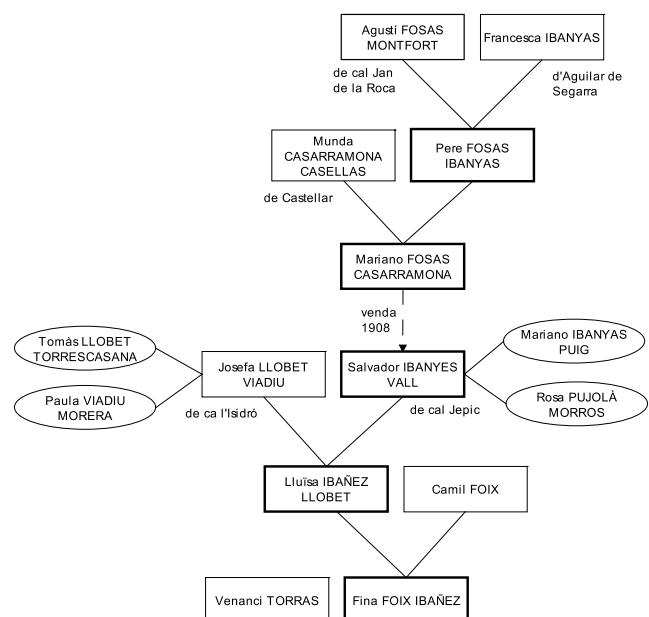 Agustí FOSAS
MONTFORT
Francesca IBANYAS
de cal Jan
de la Roca
d'Aguilar de
Segarra
Munda
CASARRAMONA
CASELLAS
Pere FOSAS
IBANYAS
de Castellar
Mariano FOSAS
CASARRAMONA
venda
1908
Tomàs LLOBET
TORRESCASANA
Mariano IBANYAS
PUIG
Josefa LLOBET
VIADIU
Salvador IBANYES
VALL
Paula VIADIU
MORERA
Rosa PUJOLÀ
MORROS
de ca l'Isidró
de cal Jepic
Lluïsa IBAÑEZ
LLOBET
Camil FOIX
Venanci TORRAS
Fina FOIX IBAÑEZ